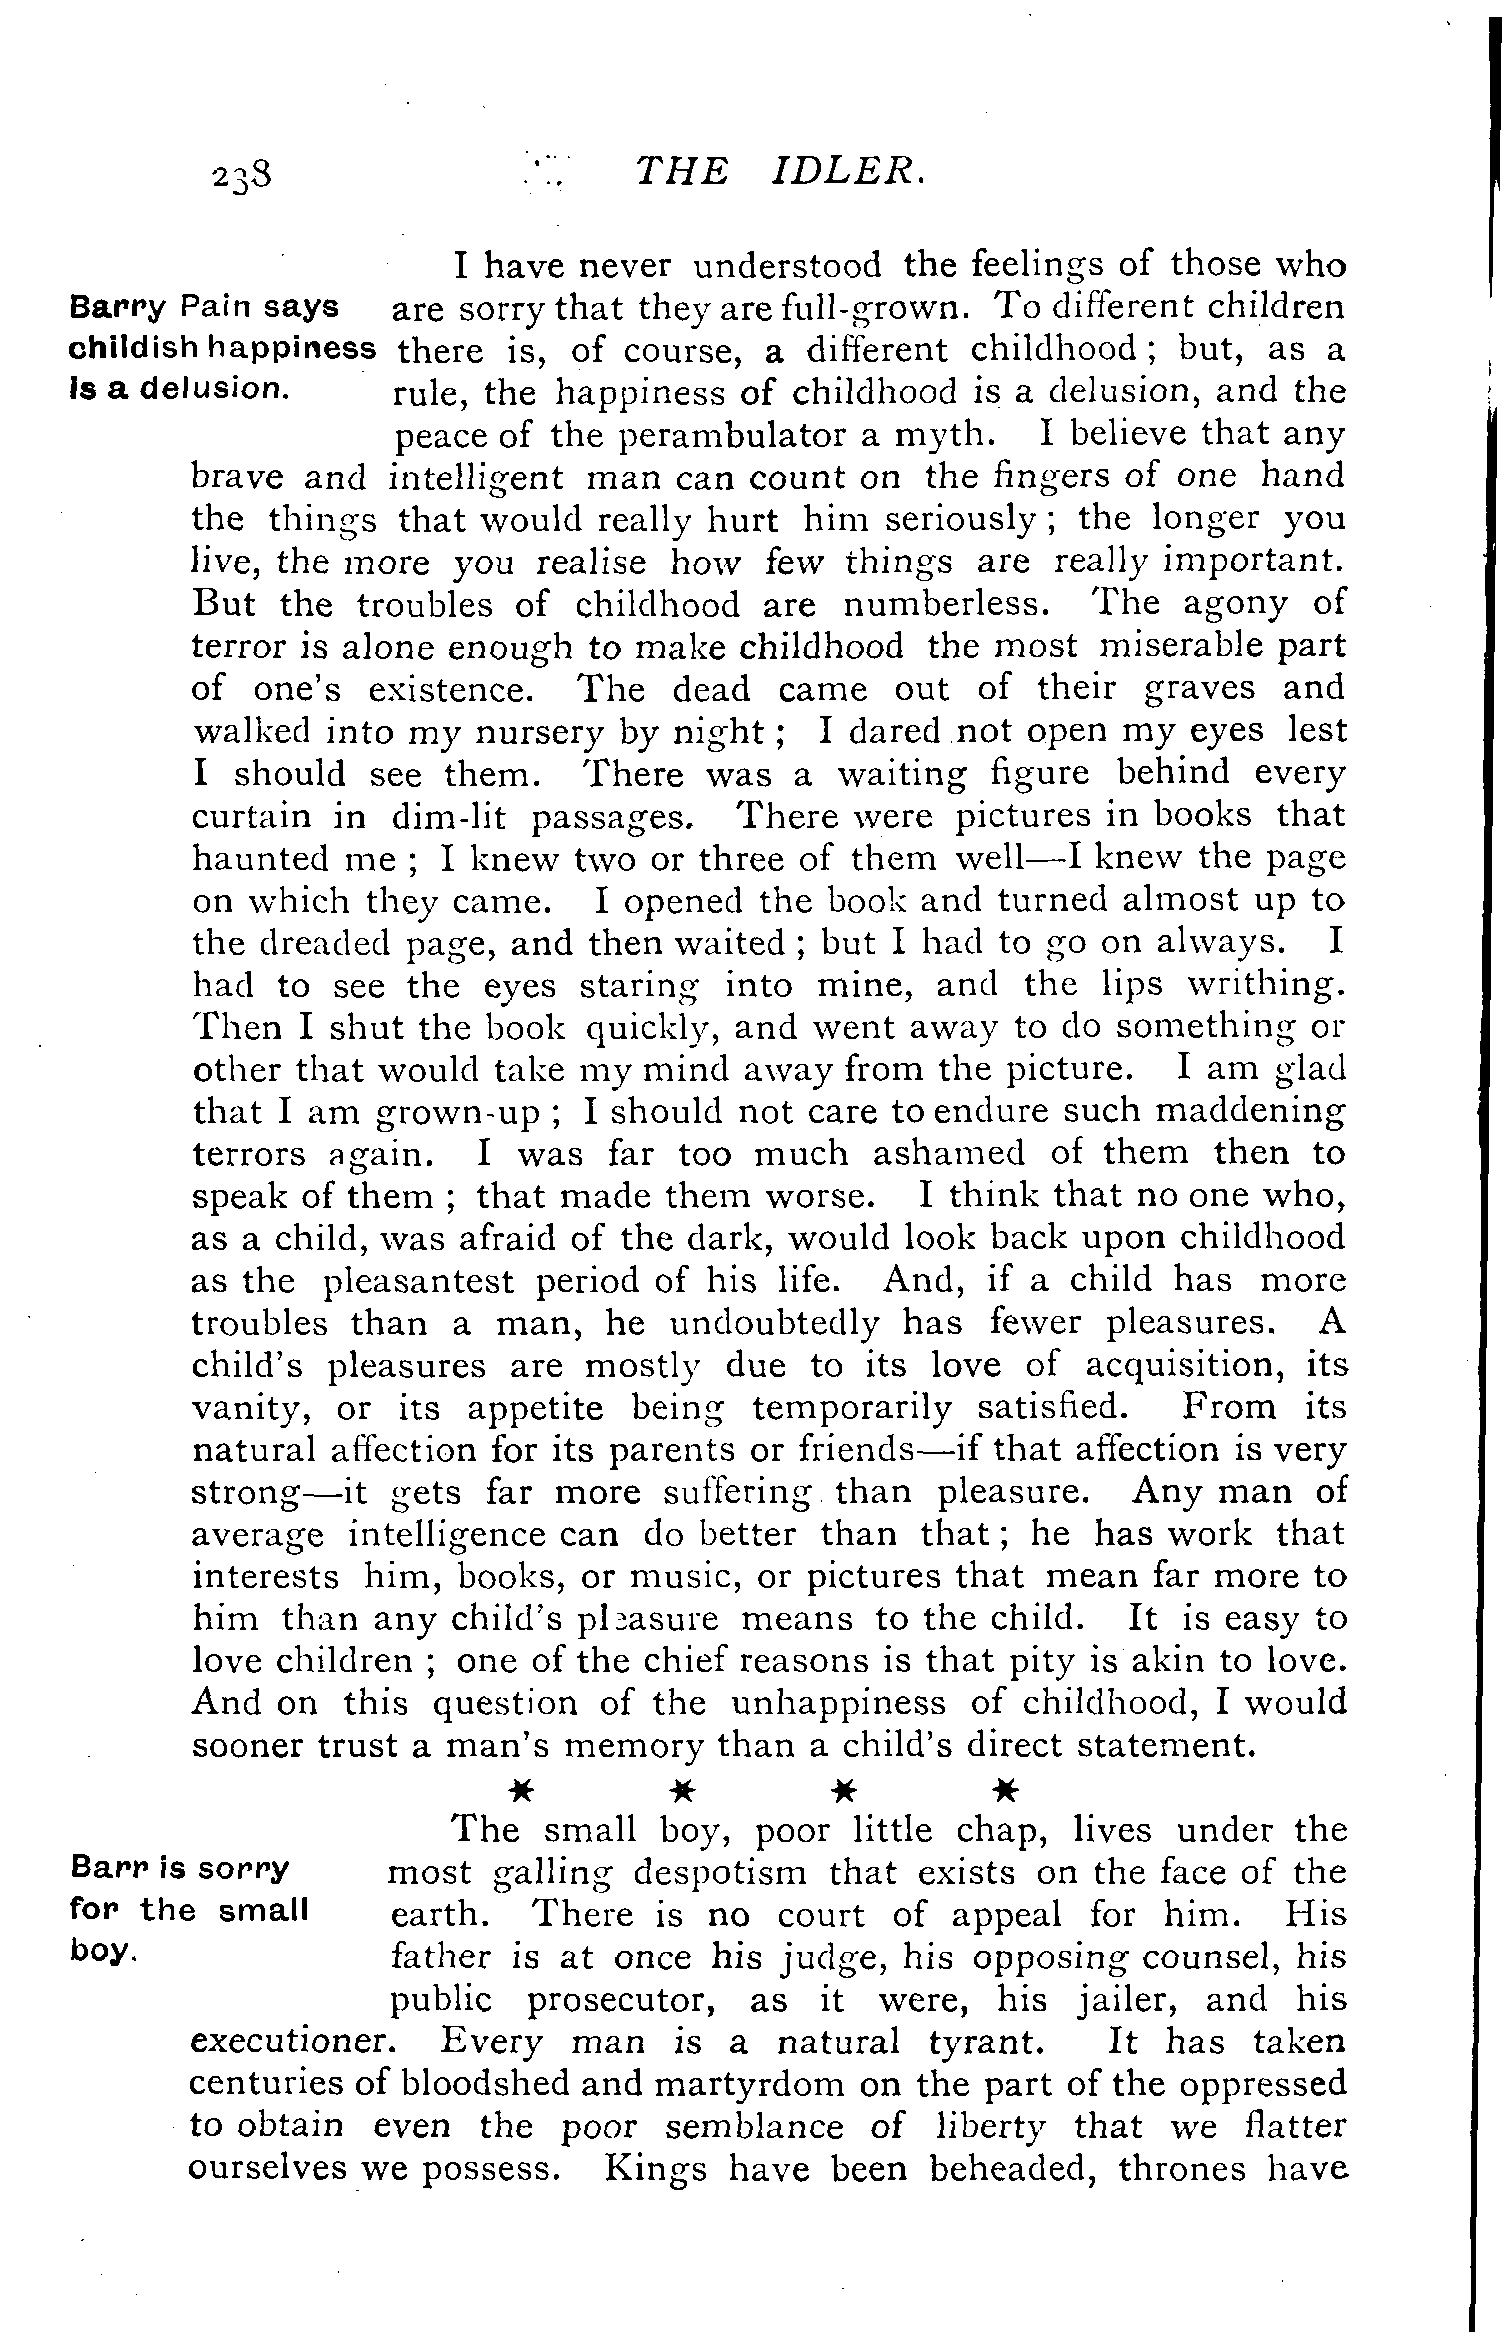 238 THE IDLER.
I have never understood the feelings of those who
Barry Pain says are sorry that they are full-grown. To different children
childish happiness there is, of course, a different childhood ; but, as a
is a delusion. rule, the happiness of childhood is a delusion, and the
peace of the perambulator a myth. I believe that any
brave and intelligent man can count on the fingers of one hand
the things that would really hurt him seriously ; the longer you
live, the more you realise how few things are really important.
But the troubles of childhood are numberless. The agony of
terror is alone enough to make childhood the most miserable part
of one's existence. The dead came out of their graves and
walked into my nursery by night ; I dared not open my eyes lest
I should see them. There was a waiting figure behind every
curtain in dim-lit passages. There were pictures in books that
haunted me ; I knew two or three of them well—I knew the page
on which they came. I opened the book and turned almost up to
the dreaded page, and then waited ; but I had to go on always. I
had to see the eyes staring into mine, and the lips writhing.
Then I shut the book quickly, and went away to do something or
other that would take my mind away from the picture. I am glad
that I am grown-up ; I should not care to endure such maddening
terrors again. I was far too much ashamed of them then to
speak of them ; that made them worse. I think that no one who,
as a child, was afraid of the dark, would look back upon childhood
as the pleasantest period of his life. And, if a child has more
troubles than a man, he undoubtedly has fewer pleasures. A
child's pleasures are mostly due to its love of acquisition, its
vanity, or its appetite being temporarily satisfied. From its
natural affection for its parents or friends—if that affection is very
strong—it gets far more suffering than pleasure. Any man of
average intelligence can do better than that ; he has work that
interests him, books, or music, or pictures that mean far more to
him than any child's pleasure means to the child. It is easy to
love children ; one of the chief reasons is that pity is akin to love.
And on this question of the unhappiness of childhood, I would
sooner trust a man's memory than a child's direct statement.
* * * *
The small boy, poor little chap, lives under the
Barr is sorry most galling despotism that exists on the face of the
for the small earth. There is no court of appeal for him. His
boy. father is at once his judge, his opposing counsel, his
public prosecutor, as it were, his jailer, and his
executioner. Every man is a natural tyrant. It has taken
centuries of bloodshed and martyrdom on the part of the oppressed
to obtain even the poor semblance of liberty that we flatter
ourselves we possess. Kings have been beheaded, thrones have